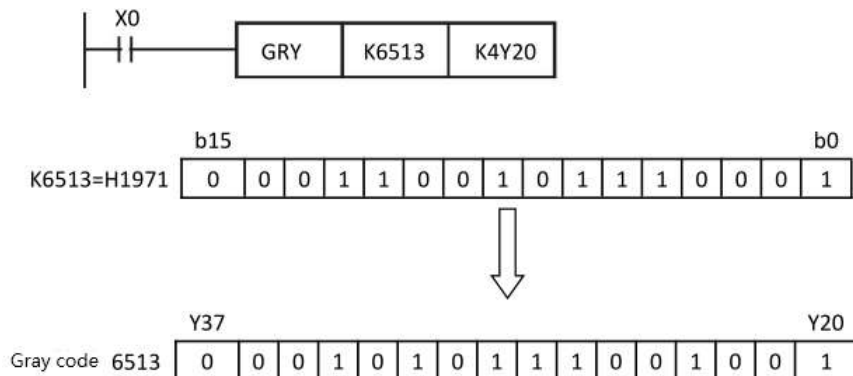 X0
GRY K6513 K4Y20
b15 b0
K6513=H1971 0 0 0 1 1 0 0 1 0 1 1 1 0 0 0 1
Y37 Y20
Gray code 6513 0 0 0 1 0 1 0 1 1 1 0 0 1 0 0 1